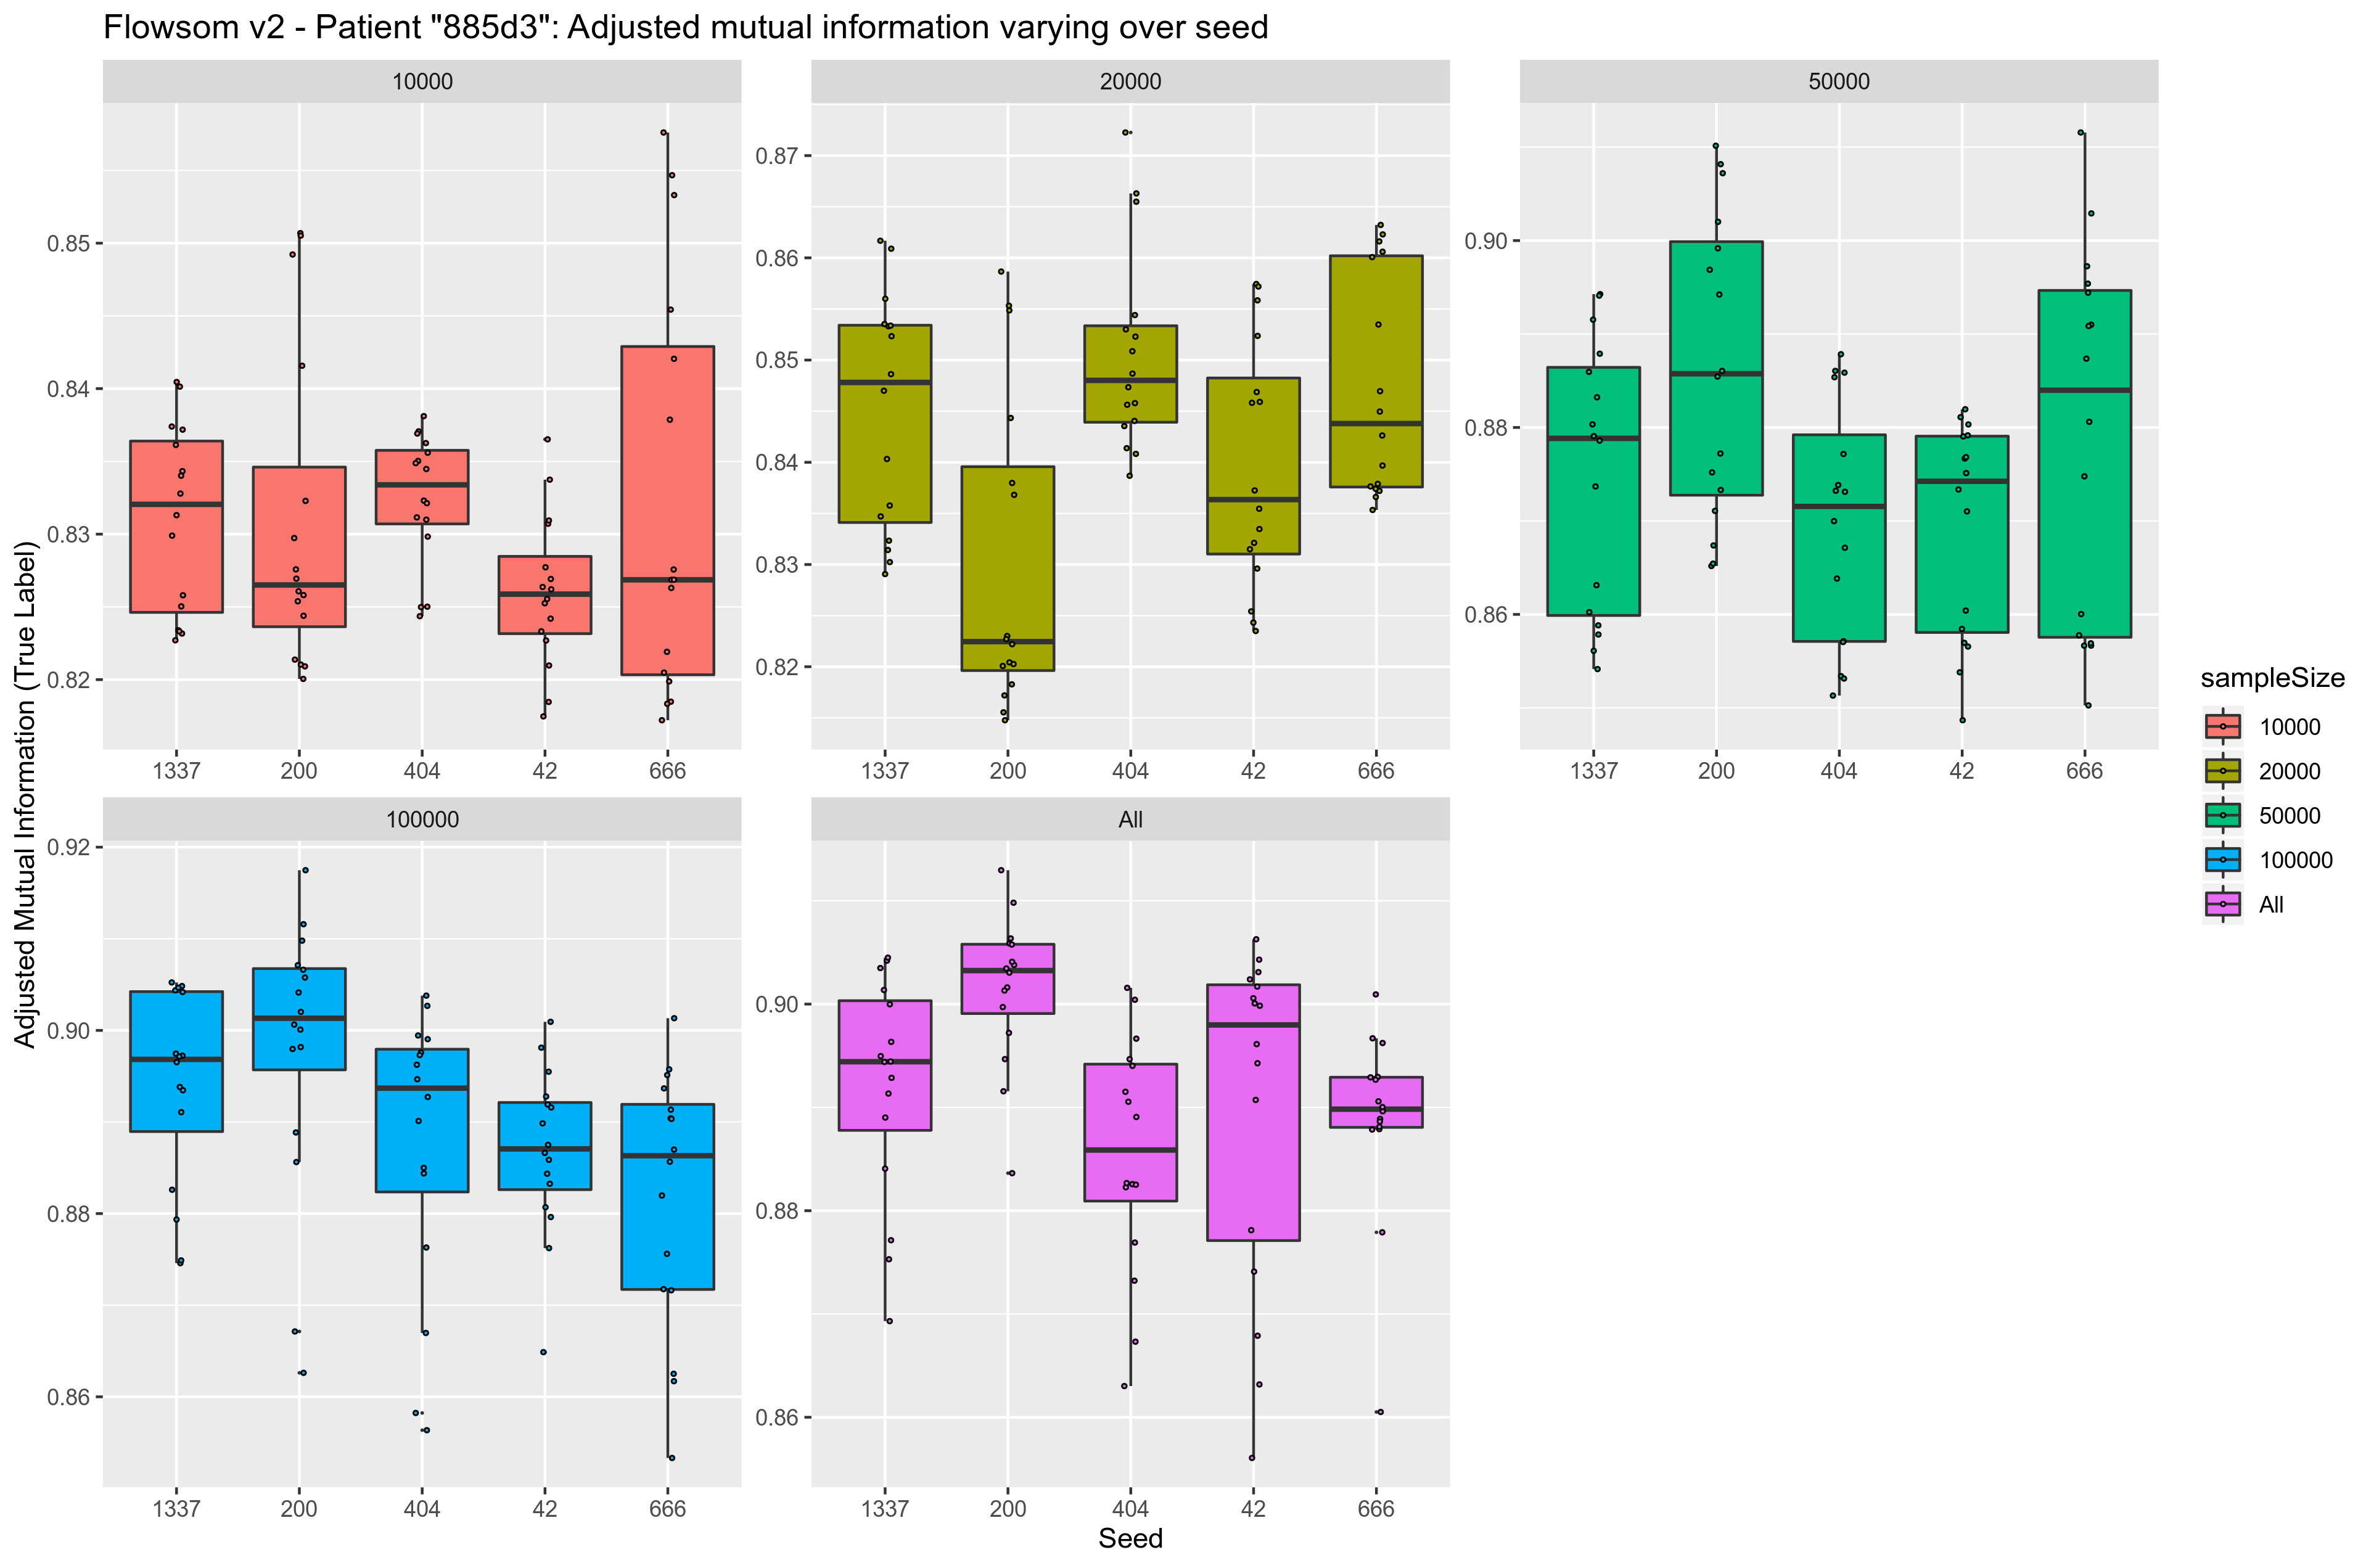 Flowsom v2 - Patient "885d3": Adjusted mutual information varying over seed
Adjusted Mutual Information (True Label)
10000
0.85
0.84
0.83
0.82
1337 200 404 42 666
20000
0.87
0.86
0.85
0.84
0.83
0.82
1337 200 404 42 666
50000
0.90
0.88
0.86
1337 200 404 42 666
100000
0.92
0.90
0.88
0.86
1337 200 404 42 666
All
0.90
0.88
0.86
1337 200 404 42 666
Seed
sampleSize
10000
20000
50000
100000
All